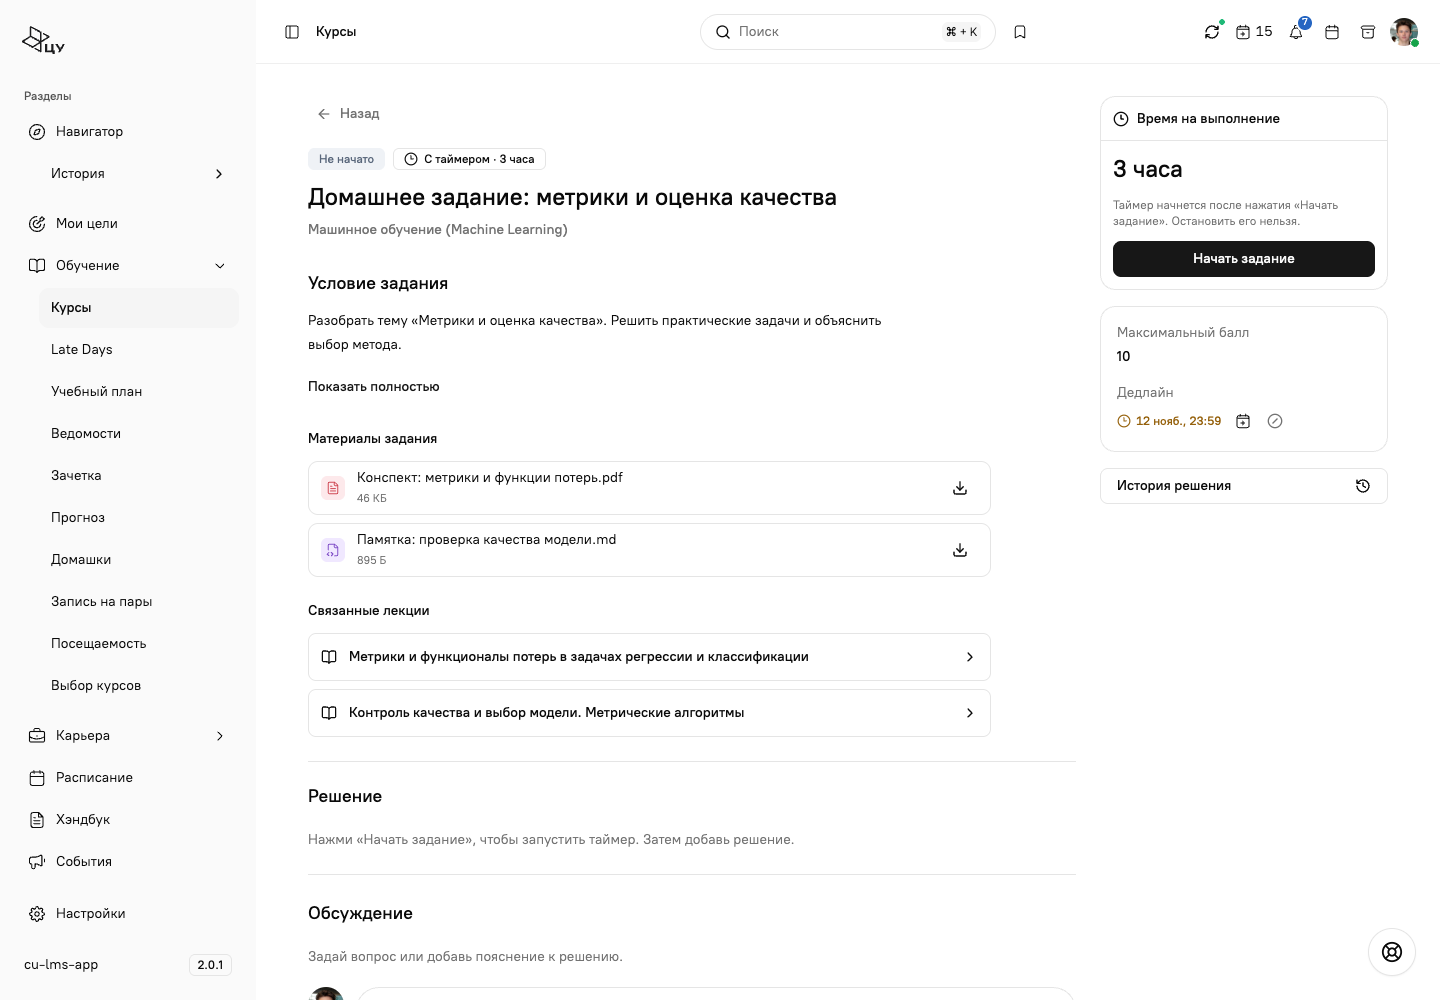 ЦУ
Разделы
Навигатор
История
Мои цели
Обучение
Курсы
Late Days
Учебный план
Ведомости
Зачетка
Прогноз
Домашки
Запись на пары
Посещаемость
Выбор курсов
Карьера
Расписание
Хэндбук
События
Настройки
cu-lms-app 2.0.1
Курсы
Поиск ⌘ + K
15
7
Назад
Не начато
С таймером · 3 часа
Домашнее задание: метрики и оценка качества
Машинное обучение (Machine Learning)
Условие задания
Разобрать тему «Метрики и оценка качества». Решить практические задачи и объяснить
выбор метода.
Показать полностью
Материалы задания
Конспект: метрики и функции потерь.pdf
46 КБ
Памятка: проверка качества модели.md
895 Б
Связанные лекции
Метрики и функционалы потерь в задачах регрессии и классификации
Контроль качества и выбор модели. Метрические алгоритмы
Решение
Нажми «Начать задание», чтобы запустить таймер. Затем добавь решение.
Обсуждение
Задай вопрос или добавь пояснение к решению.
Время на выполнение
3 часа
Таймер начнется после нажатия «Начать
задание». Остановить его нельзя.
Начать задание
Максимальный балл
10
Дедлайн
12 нояб., 23:59
История решения